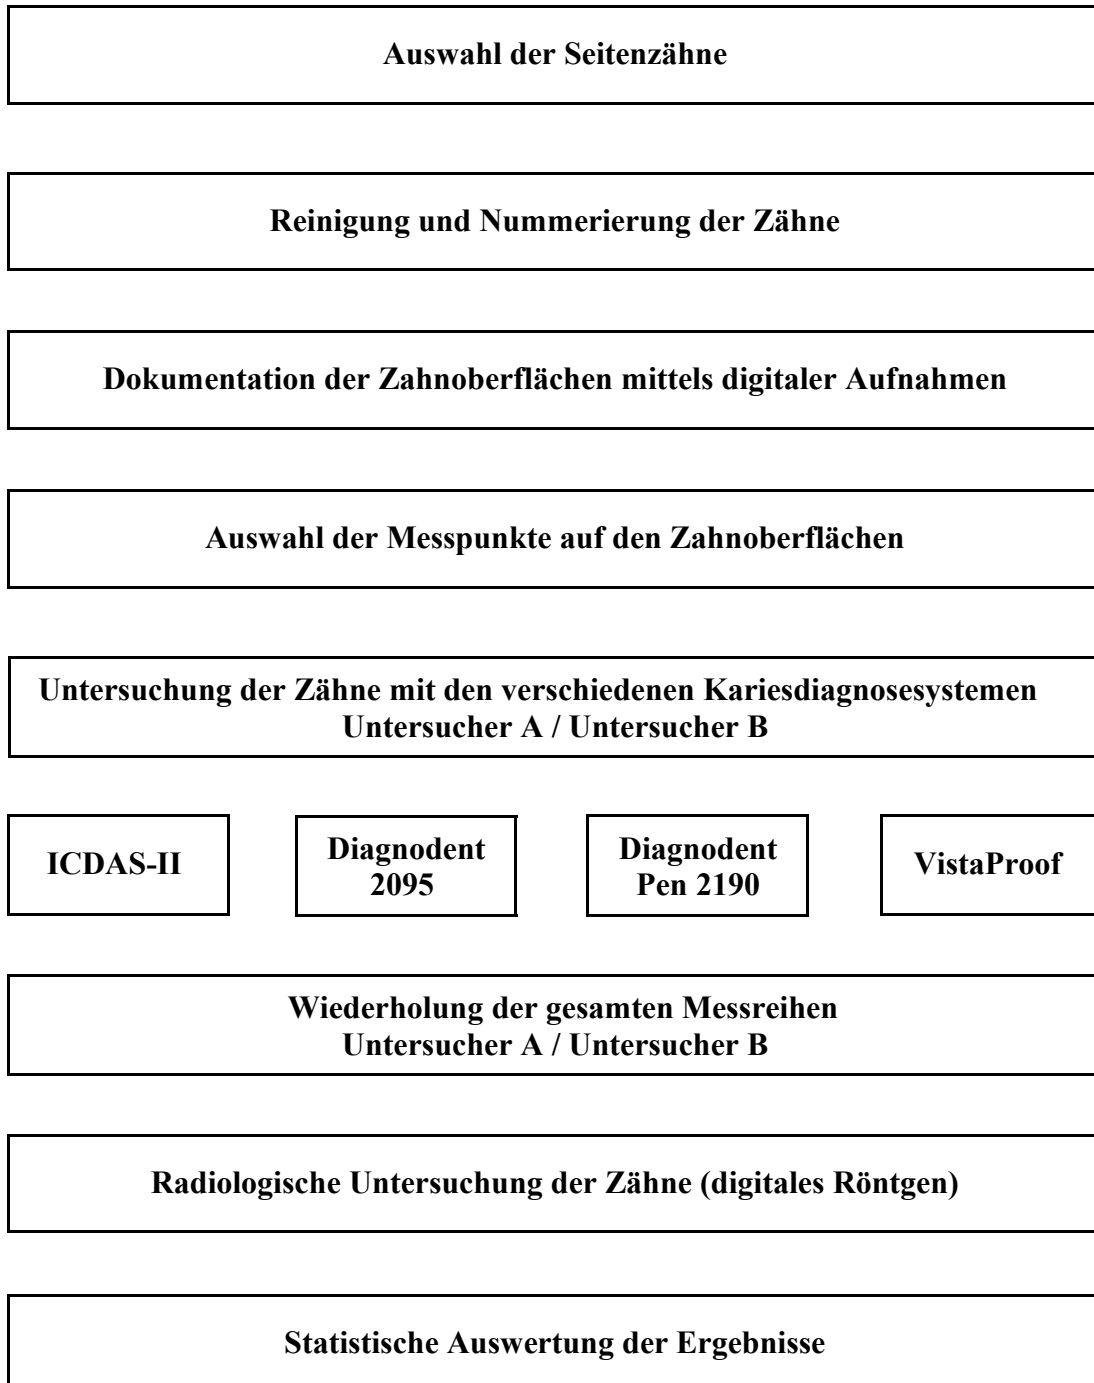 Auswahl der Seitenzähne
Reinigung und Nummerierung der Zähne
Dokumentation der Zahnoberflächen mittels digitaler Aufnahmen
Auswahl der Messpunkte auf den Zahnoberflächen
Untersuchung der Zähne mit den verschiedenen Kariesdiagnosesystemen
Untersucher A / Untersucher B
ICDAS-II
Diagnodent
2095
Diagnodent
Pen 2190
VistaProof
Wiederholung der gesamten Messreihen
Untersucher A / Untersucher B
Radiologische Untersuchung der Zähne (digitales Röntgen)
Statistische Auswertung der Ergebnisse